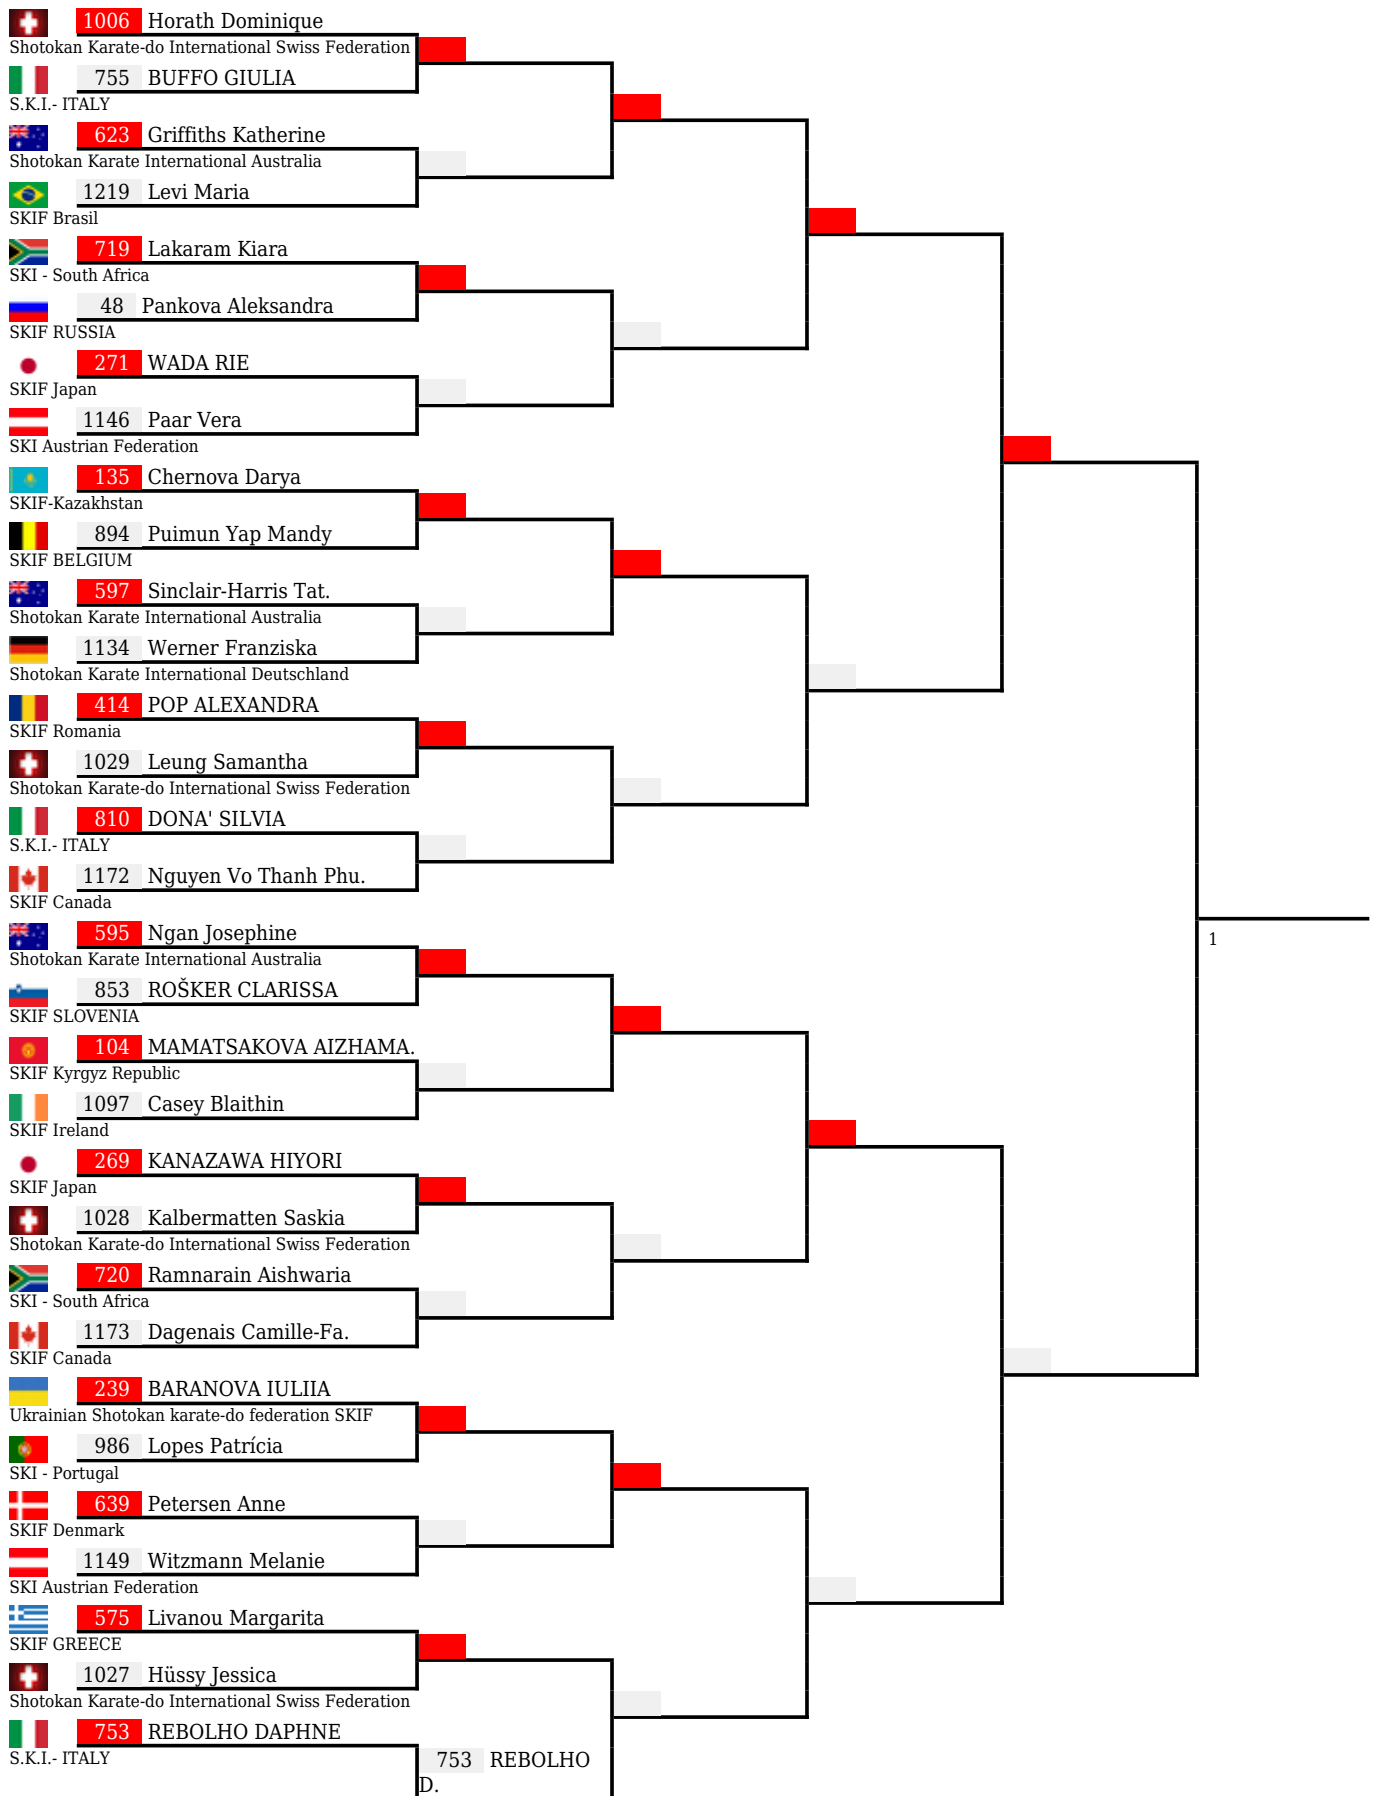 1006 Horath Dominique
Shotokan Karate-do International Swiss Federation
755 BUFFO GIULIA
S.K.I.- ITALY
623 Griffiths Katherine
Shotokan Karate International Australia
1219 Levi Maria
SKIF Brasil
719 Lakaram Kiara
SKI - South Africa
48 Pankova Aleksandra
SKIF RUSSIA
271 WADA RIE
SKIF Japan
1146 Paar Vera
SKI Austrian Federation
135 Chernova Darya
SKIF-Kazakhstan
894 Puimun Yap Mandy
SKIF BELGIUM
597 Sinclair-Harris Tat.
Shotokan Karate International Australia
1134 Werner Franziska
Shotokan Karate International Deutschland
414 POP ALEXANDRA
SKIF Romania
1029 Leung Samantha
Shotokan Karate-do International Swiss Federation
810 DONA' SILVIA
S.K.I.- ITALY
1172 Nguyen Vo Thanh Phu.
SKIF Canada
595 Ngan Josephine
1
Shotokan Karate International Australia
853 ROŠKER CLARISSA
SKIF SLOVENIA
104 MAMATSAKOVA AIZHAMA.
SKIF Kyrgyz Republic
1097 Casey Blaithin
SKIF Ireland
269 KANAZAWA HIYORI
SKIF Japan
1028 Kalbermatten Saskia
Shotokan Karate-do International Swiss Federation
720 Ramnarain Aishwaria
SKI - South Africa
1173 Dagenais Camille-Fa.
SKIF Canada
239 BARANOVA IULIIA
Ukrainian Shotokan karate-do federation SKIF
986 Lopes Patrícia
SKI - Portugal
639 Petersen Anne
SKIF Denmark
1149 Witzmann Melanie
SKI Austrian Federation
575 Livanou Margarita
SKIF GREECE
1027 Hüssy Jessica
Shotokan Karate-do International Swiss Federation
753 REBOLHO DAPHNE
S.K.I.- ITALY
753 REBOLHO
D.